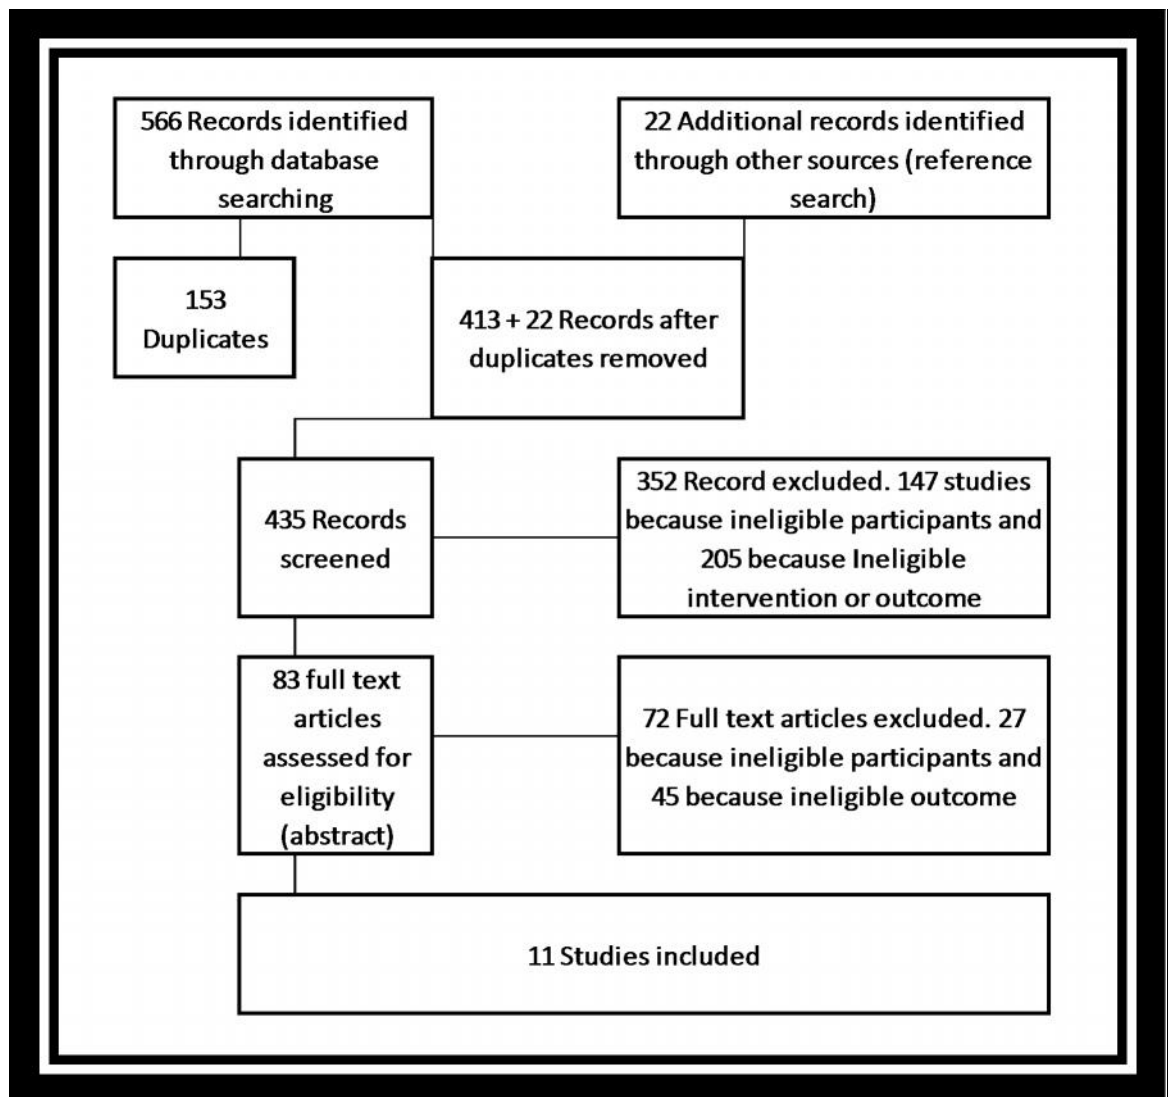 566 Records identified
through database
searching
22 Additional records identified
through other sources (reference
search)
153
Duplicates
413 + 22 Records after
duplicates removed
435 Records
screened
352 Record excluded. 147 studies
because ineligible participants and
205 because Ineligible
intervention or outcome
83 full text
articles
assessed for
eligibility
(abstract)
72 Full text articles excluded. 27
because ineligible participants and
45 because ineligible outcome
11 Studies included